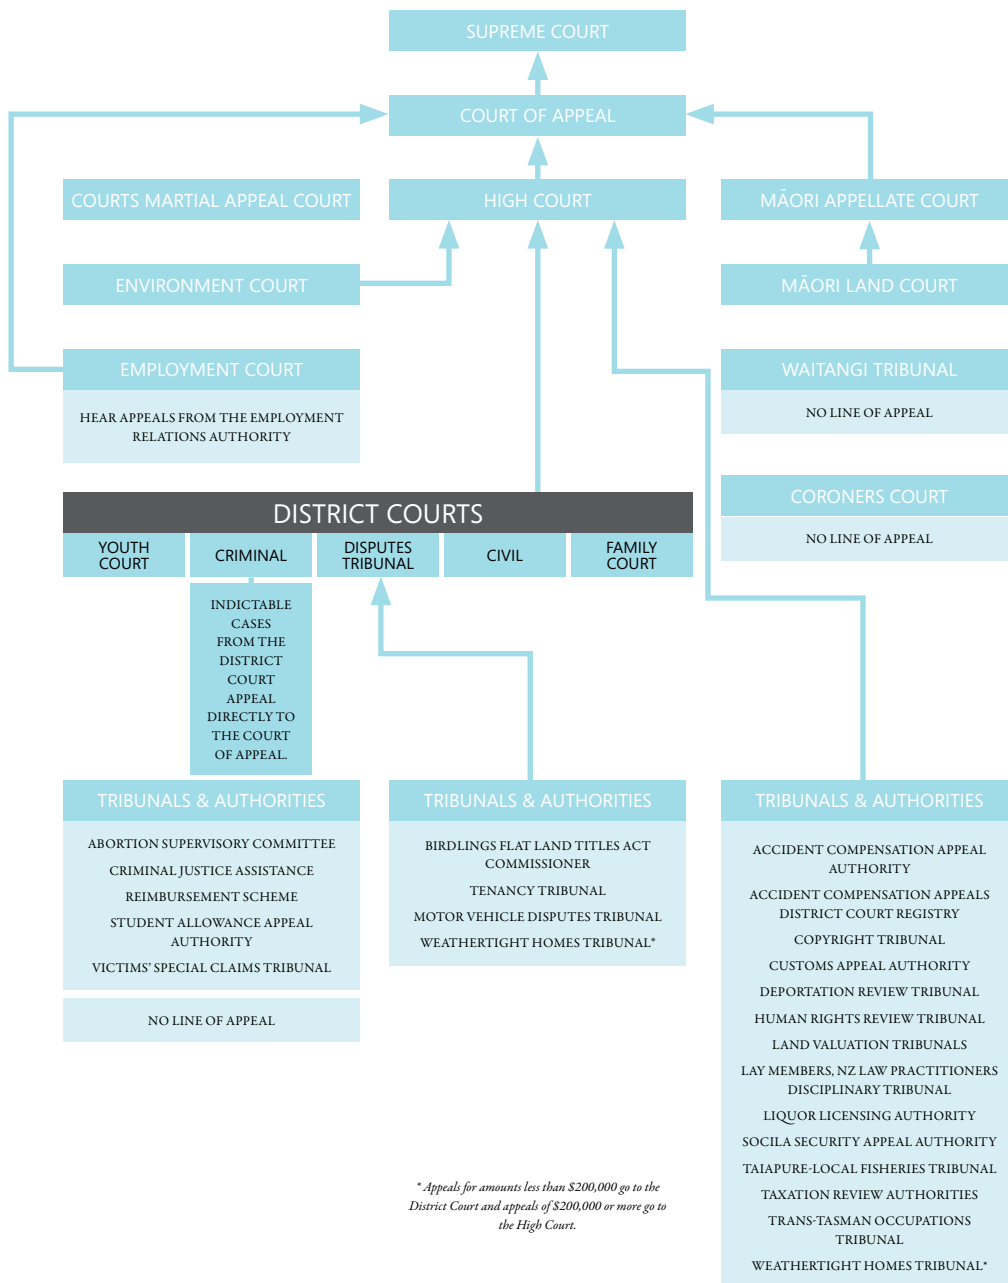 SUPREME COURT
COURT OF APPEAL
COURTS MARTIAL APPEAL COURT
HIGH COURT
MĀORI APPELLATE COURT
ENVIRONMENT COURT
MĀORI LAND COURT
EMPLOYMENT COURT
HEAR APPEALS FROM THE EMPLOYMENT
RELATIONS AUTHORITY
WAITANGI TRIBUNAL
NO LINE OF APPEAL
CORONERS COURT
NO LINE OF APPEAL
DISTRICT COURTS
YOUTH
COURT
CRIMINAL
DISPUTES
TRIBUNAL
CIVIL
FAMILY
COURT
INDICTABLE
CASES
FROM THE
DISTRICT
COURT
APPEAL
DIRECTLY TO
THE COURT
OF APPEAL.
TRIBUNALS & AUTHORITIES
ABORTION SUPERVISORY COMMITTEE
CRIMINAL JUSTICE ASSISTANCE
REIMBURSEMENT SCHEME
STUDENT ALLOWANCE APPEAL
AUTHORITY
VICTIMS' SPECIAL CLAIMS TRIBUNAL
NO LINE OF APPEAL
TRIBUNALS & AUTHORITIES
BIRDLINGS FLAT LAND TITLES ACT
COMMISSIONER
TENANCY TRIBUNAL
MOTOR VEHICLE DISPUTES TRIBUNAL
WEATHERTIGHT HOMES TRIBUNAL*
TRIBUNALS & AUTHORITIES
ACCIDENT COMPENSATION APPEAL
AUTHORITY
ACCIDENT COMPENSATION APPEALS
DISTRICT COURT REGISTRY
COPYRIGHT TRIBUNAL
CUSTOMS APPEAL AUTHORITY
DEPORTATION REVIEW TRIBUNAL
HUMAN RIGHTS REVIEW TRIBUNAL
LAND VALUATION TRIBUNALS
LAY MEMBERS, NZ LAW PRACTITIONERS
DISCIPLINARY TRIBUNAL
LIQUOR LICENSING AUTHORITY
SOCILA SECURITY APPEAL AUTHORITY
TAIAPURE-LOCAL FISHERIES TRIBUNAL
TAXATION REVIEW AUTHORITIES
TRANS-TASMAN OCCUPATIONS
TRIBUNAL
WEATHERTIGHT HOMES TRIBUNAL*
* Appeals for amounts less than $200,000 go to the
District Court and appeals of $200,000 or more go to
the High Court.